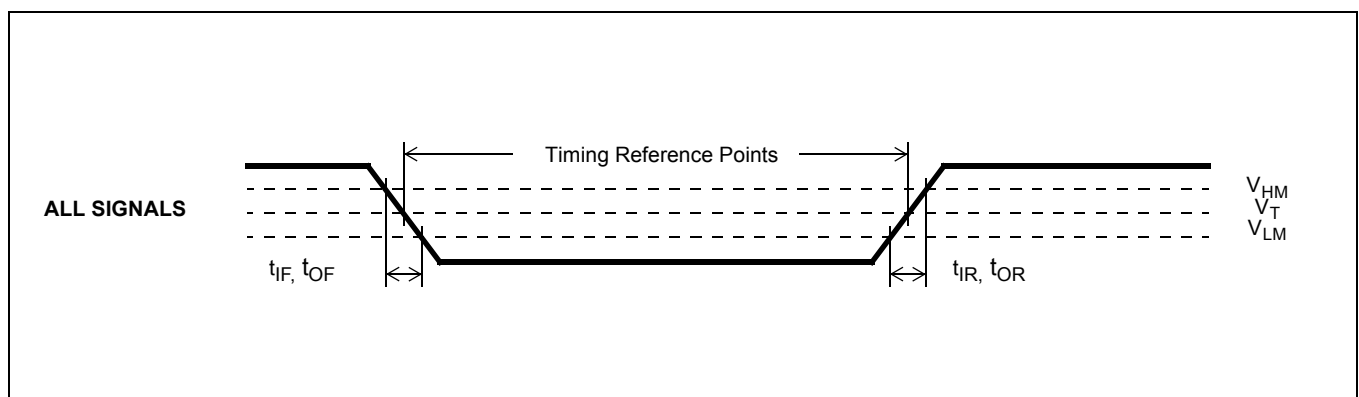 Timing Reference Points
V_HM
ALL SIGNALS
V_T
V_LM
t_IF, t_OF
t_IR, t_OR